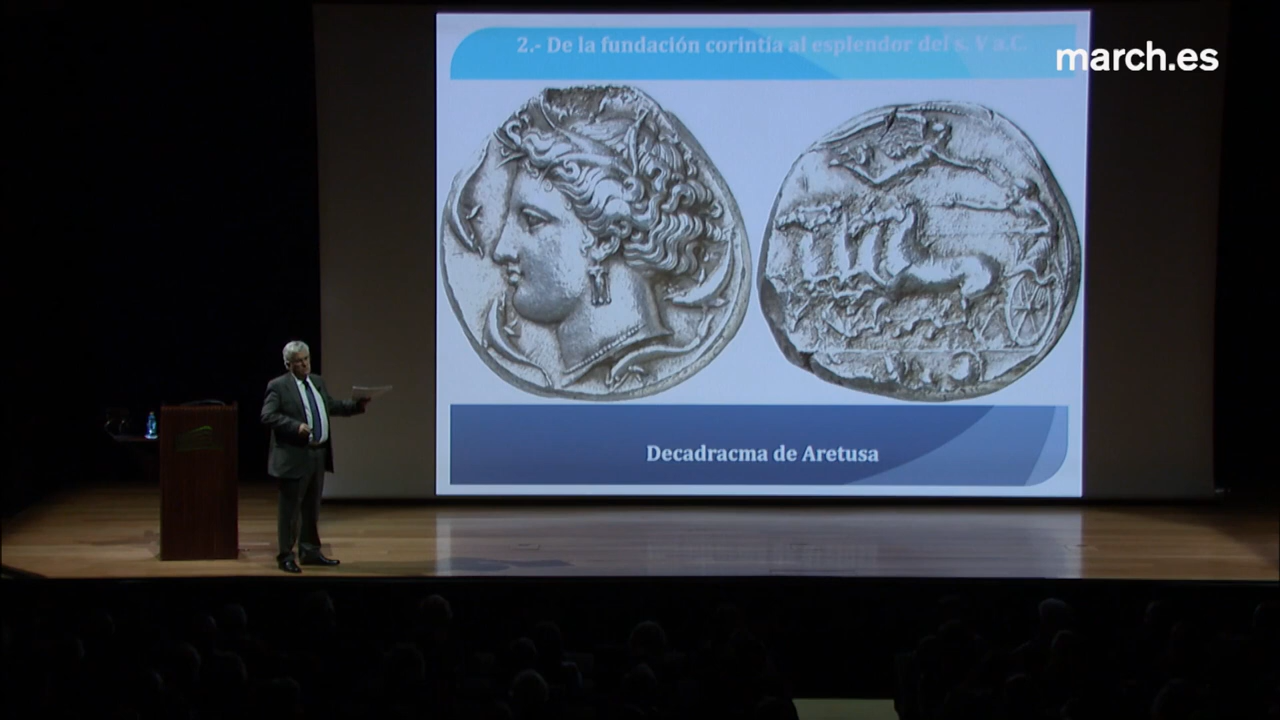 2.- De la fundación corintia al esplendor del s. V a.C.
march.es
Decadracma de Aretusa